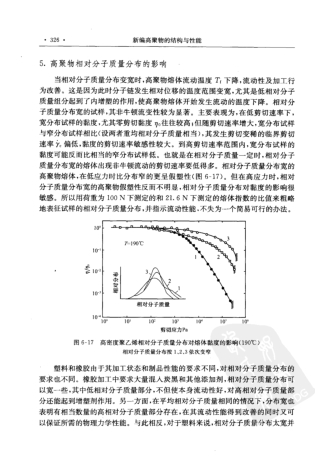 · 326 · 新编高聚物的结构与性能
5. 高聚物相对分子质量分布的影响
当相对分子质量分布变宽时,高聚物熔体流动温度 Tf 下降,流动性及加工行
为改善。这是因为此时分子链发生相对位移的温度范围变宽,尤其是低相对分子
质量组分起到了内增塑的作用,使高聚物熔体开始发生流动的温度下降。相对分
子质量分布宽的试样,其非牛顿流变性较为显著。主要表现为,在低剪切速率下,
宽分布试样的黏度,尤其零剪切黏度 η₀ 往往较高;但随剪切速率增大,宽分布试样
与窄分布试样相比(设两者重均相对分子质量相当),其发生剪切变稀的临界剪切
速率 γ̇c 偏低,黏度的剪切速率敏感性较大。到高剪切速率范围内,宽分布试样的
黏度可能反而比相当的窄分布试样低。也就是在相对分子质量一定时,相对分子
质量分布宽的熔体出现非牛顿流动的剪切速率要低得多。相对分子质量分布宽的
高聚物熔体,在低应力时比分布窄的更呈假塑性(图 6-17)。但在高应力时,相对
分子质量分布宽的高聚物假塑性反而不明显,相对分子质量分布对黏度的影响很
敏感。所以用荷重为 100 N 下测定的和 21.6 N 下测定的熔体指数的比值来粗略
地表征试样的相对分子质量分布,并指示流动性能,不失为一个简易可行的办法。
T=190℃
1 2 3
相对分布
相对分子质量
剪切应力Pa
图 6-17 高密度聚乙烯相对分子质量分布对熔体黏度的影响(190℃)
相对分子质量分布按 1,2,3 依次变窄
塑料和橡胶由于其加工状态和制品性能的要求不同,对相对分子质量分布的
要求也不同。橡胶加工中要求大量混入炭黑和其他添加剂,相对分子质量分布可
以宽一些,其中低相对分子质量部分,不但使本身流动性好,对高相对分子质量部
分还能起到增塑剂作用。另一方面,在平均相对分子质量相同的情况下,分布宽也
表明有相当数量的高相对分子质量部分存在,在其流动性能得到改善的同时又可
以保证所需的物理力学性能。与此相反,对于塑料来说,相对分子质量分布太宽并